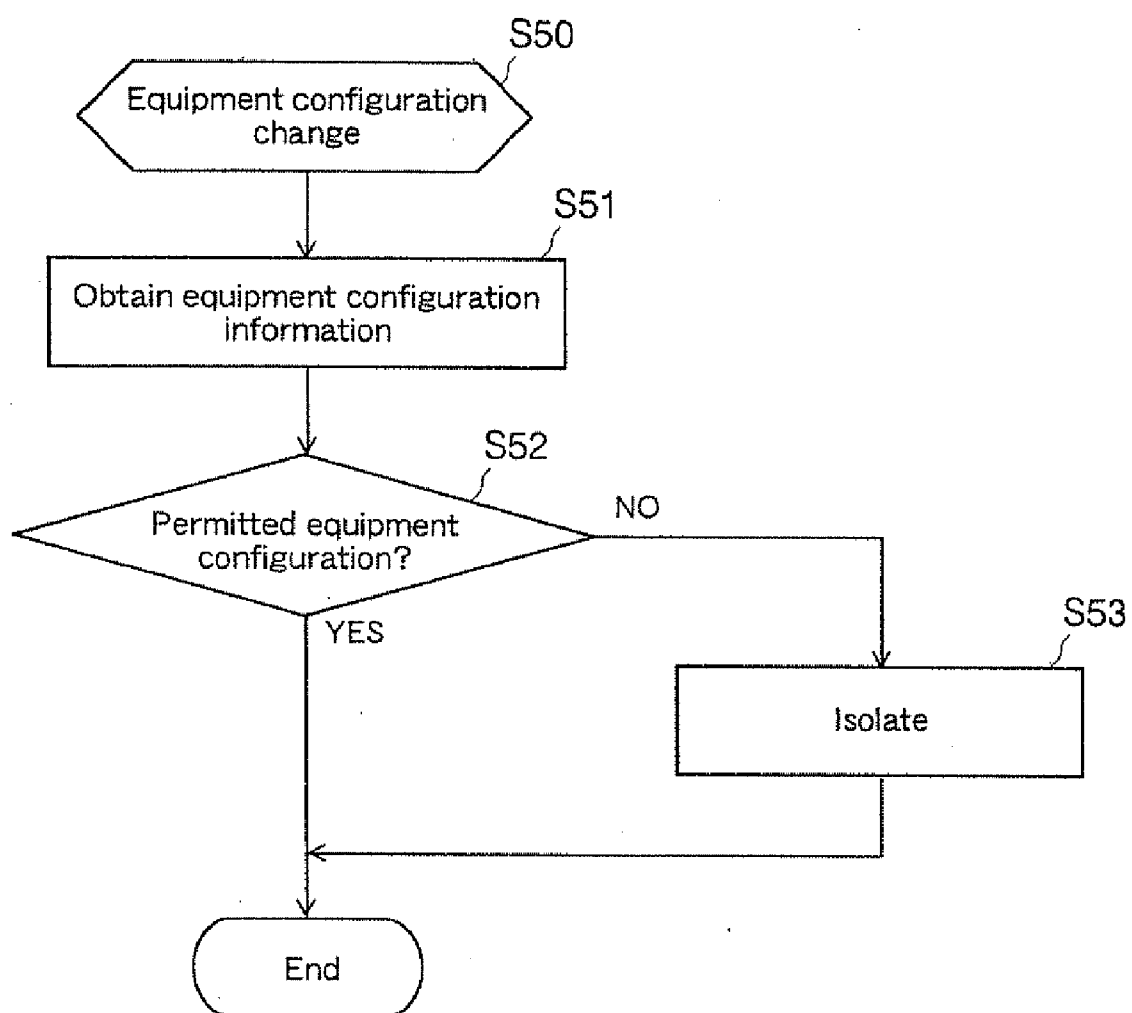 S50
Equipment configuration
change
S51
Obtain equipment configuration
information
S52
Permitted equipment
configuration?
NO
YES
S53
Isolate
End